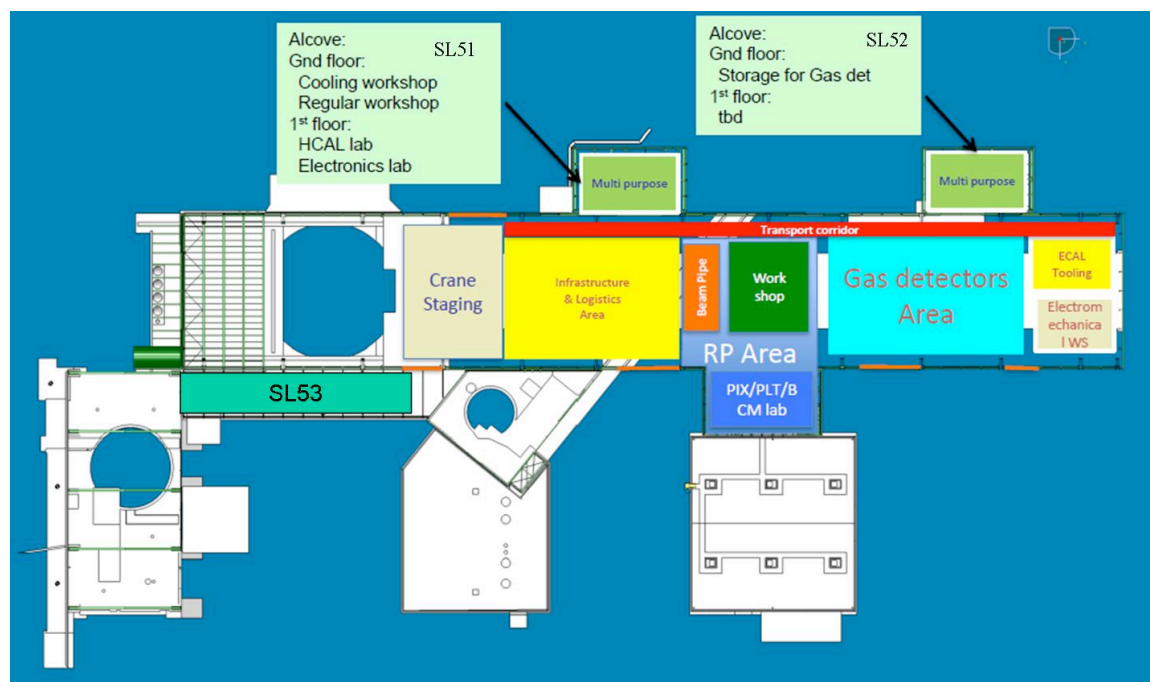 Alcove:
SL51
Gnd floor:
Cooling workshop
Regular workshop
1st floor:
HCAL lab
Electronics lab
Alcove:
SL52
Gnd floor:
Storage for Gas det
1st floor:
tbd
Multi purpose
Multi purpose
Transport corridor
Crane
Staging
Infrastructure
& Logistics
Area
Beam Pipe
Work
shop
Gas detectors
Area
ECAL
Tooling
Electrom
echanica
l WS
RP Area
PIX/PLT/B
CM lab
SL53